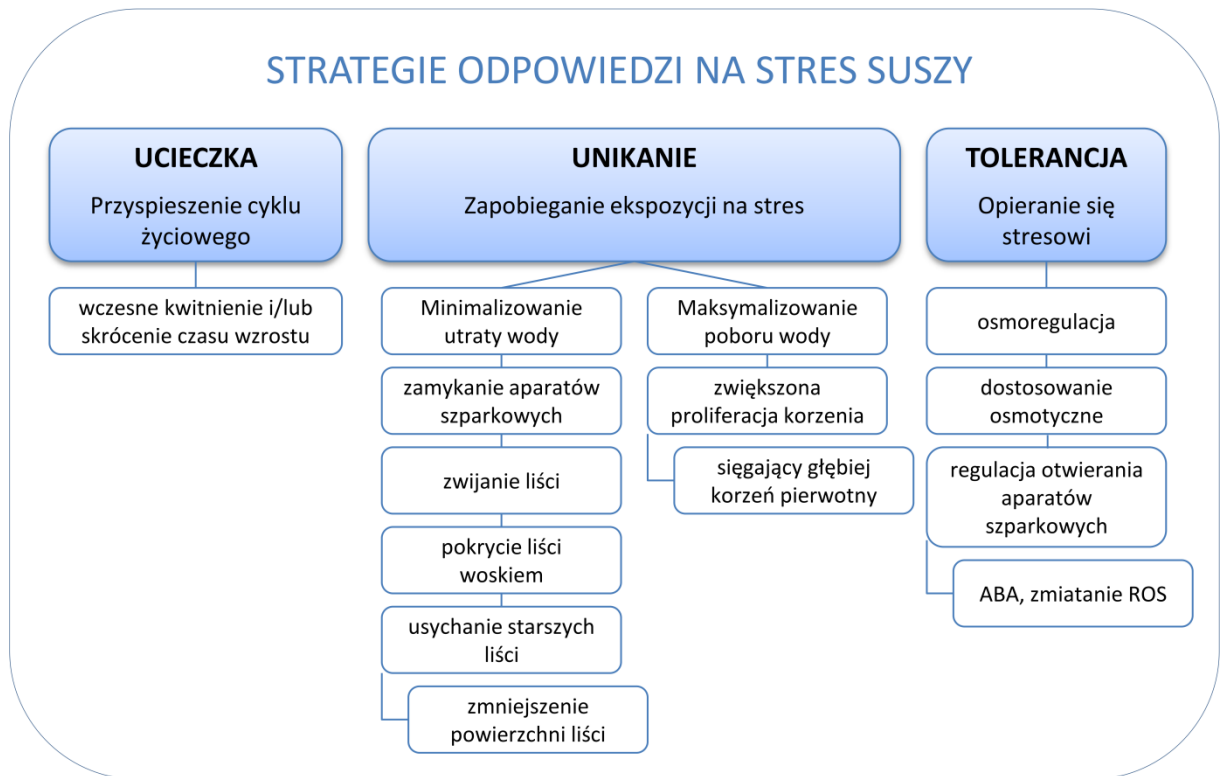 STRATEGIE ODPOWIEDZI NA STRES SUSZY
UCIECZKA
Przyspieszenie cyklu
życiowego
wczesne kwitnienie i/lub
skrócenie czasu wzrostu
UNIKANIE
Zapobieganie ekspozycji na stres
Minimalizowanie
utraty wody
zamykanie aparatów
szparkowych
zwijanie liści
pokrycie liści
woskiem
usychanie starszych
liści
zmniejszenie
powierzchni liści
Maksymalizowanie
poboru wody
zwiększona
proliferacja korzenia
sięgający głębiej
korzeń pierwotny
TOLERANCJA
Opieranie się
stresowi
osmoregulacja
dostosowanie
osmotyczne
regulacja otwierania
aparatów
szparkowych
ABA, zmiatanie ROS